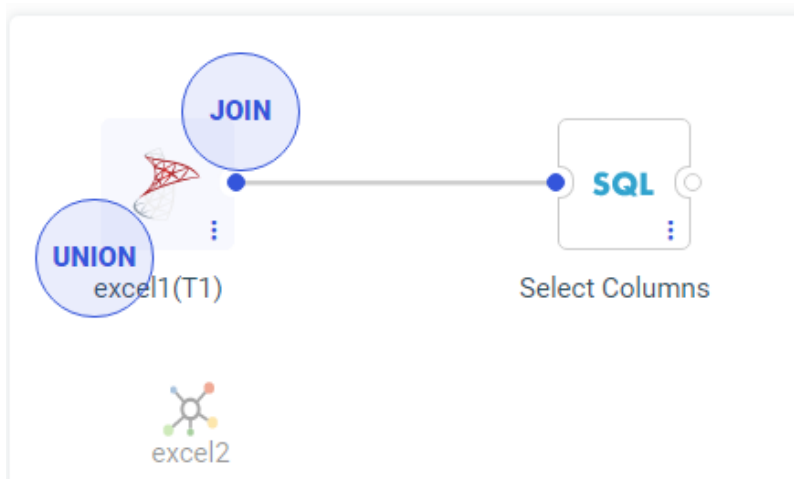 JOIN
SQL
UNION
excel1(T1)
Select Columns
excel2